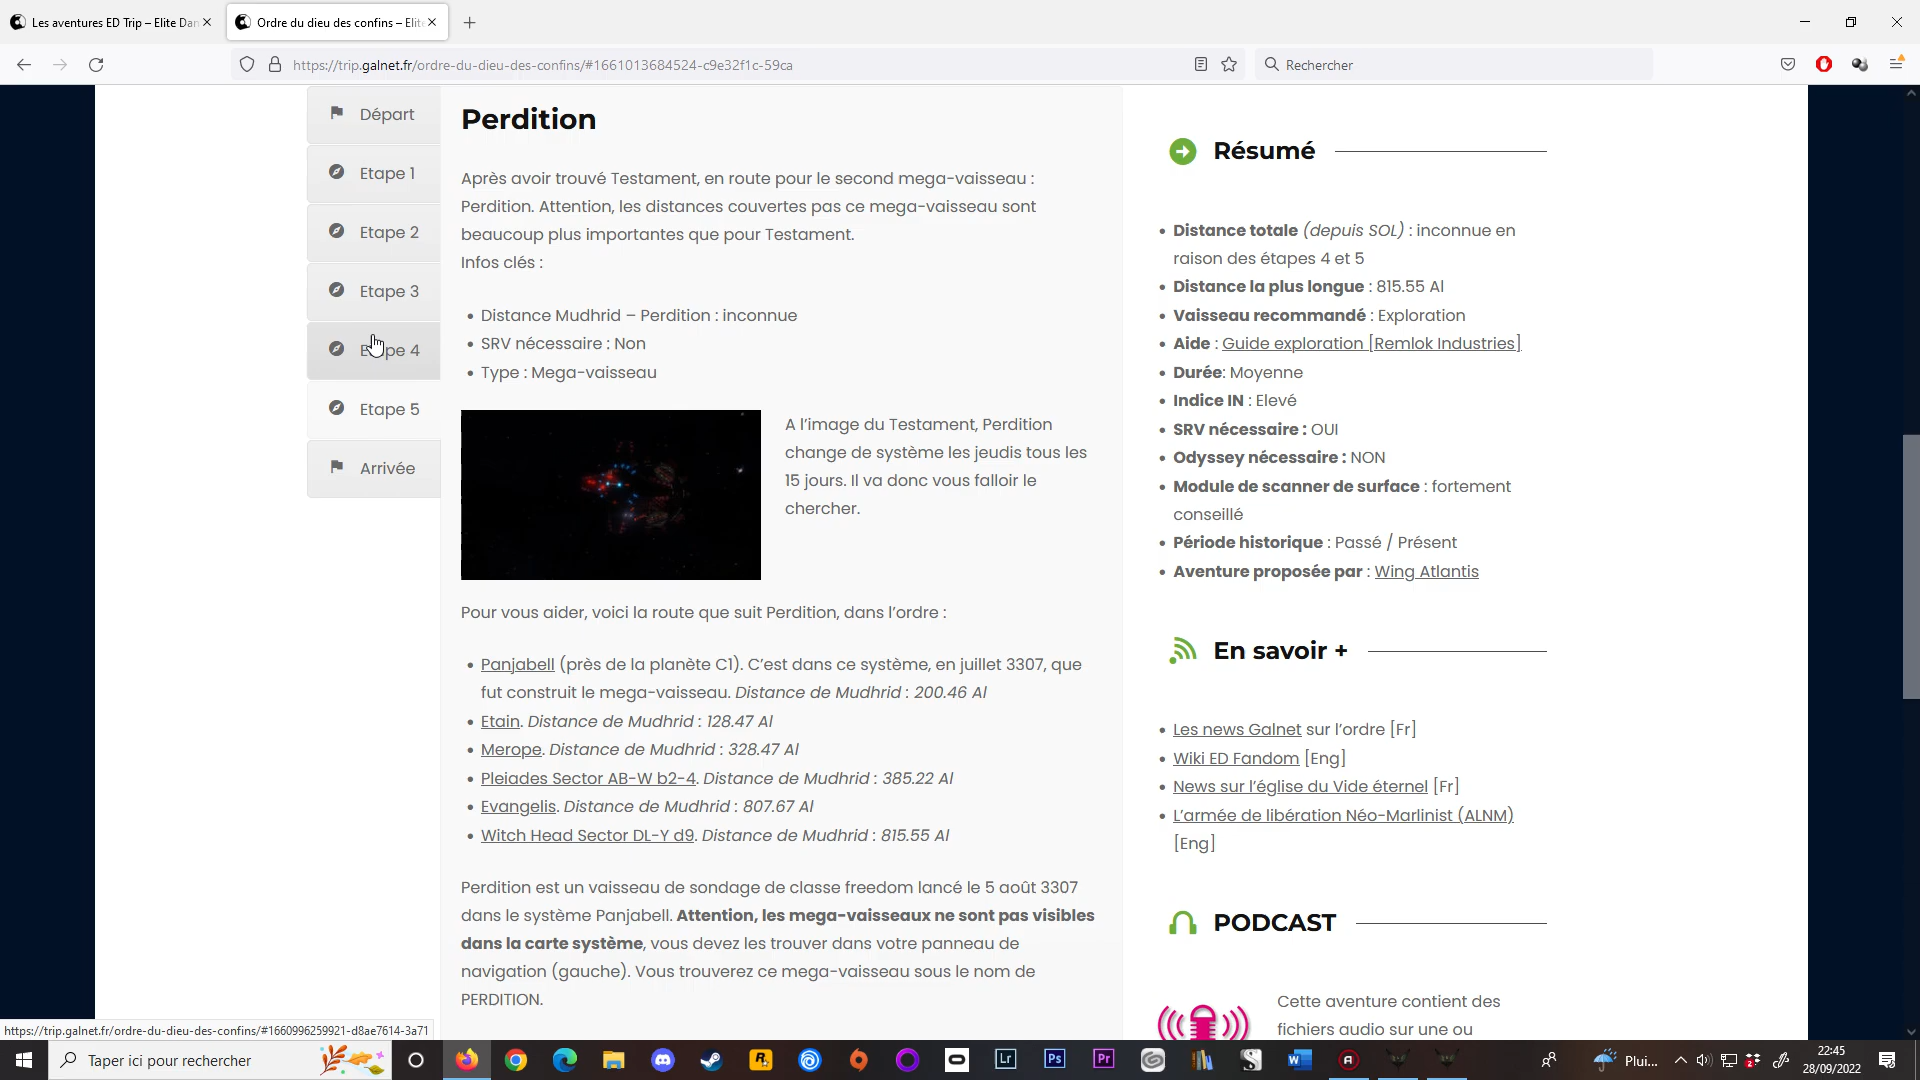 Les aventures ED Trip – Elite Dan
Ordre du dieu des confins – Elite
https://trip.galnet.fr/ordre-du-dieu-des-confins/#1661013684524-c9e32f1c-59ca
Rechercher
Départ
Etape 1
Etape 2
Etape 3
Etape 4
Etape 5
Arrivée
Perdition
Après avoir trouvé Testament, en route pour le second mega-vaisseau :
Perdition. Attention, les distances couvertes pas ce mega-vaisseau sont
beaucoup plus importantes que pour Testament.
Infos clés :
• Distance Mudhrid – Perdition : inconnue
• SRV nécessaire : Non
• Type : Mega-vaisseau
A l'image du Testament, Perdition
change de système les jeudis tous les
15 jours. Il va donc vous falloir le
chercher.
Pour vous aider, voici la route que suit Perdition, dans l'ordre :
• Panjabell (près de la planète C1). C'est dans ce système, en juillet 3307, que
fut construit le mega-vaisseau. Distance de Mudhrid : 200.46 Al
• Etain. Distance de Mudhrid : 128.47 Al
• Merope. Distance de Mudhrid : 328.47 Al
• Pleiades Sector AB-W b2-4. Distance de Mudhrid : 385.22 Al
• Evangelis. Distance de Mudhrid : 807.67 Al
• Witch Head Sector DL-Y d9. Distance de Mudhrid : 815.55 Al
Perdition est un vaisseau de sondage de classe freedom lancé le 5 août 3307
dans le système Panjabell. Attention, les mega-vaisseaux ne sont pas visibles
dans la carte système, vous devez les trouver dans votre panneau de
navigation (gauche). Vous trouverez ce mega-vaisseau sous le nom de
PERDITION.
Résumé
• Distance totale (depuis SOL) : inconnue en
raison des étapes 4 et 5
• Distance la plus longue : 815.55 Al
• Vaisseau recommandé : Exploration
• Aide : Guide exploration [Remlok Industries]
• Durée: Moyenne
• Indice IN : Elevé
• SRV nécessaire : OUI
• Odyssey nécessaire : NON
• Module de scanner de surface : fortement
conseillé
• Période historique : Passé / Présent
• Aventure proposée par : Wing Atlantis
En savoir +
• Les news Galnet sur l'ordre [Fr]
• Wiki ED Fandom [Eng]
• News sur l'église du Vide éternel [Fr]
• L'armée de libération Néo-Marlinist (ALNM)
[Eng]
PODCAST
Cette aventure contient des
fichiers audio sur une ou
https://trip.galnet.fr/ordre-du-dieu-des-confins/#1660996259921-d8ae7614-3a71
Taper ici pour rechercher
R
Lr
Ps
Pr
S
W
Plui...
22:45
28/09/2022